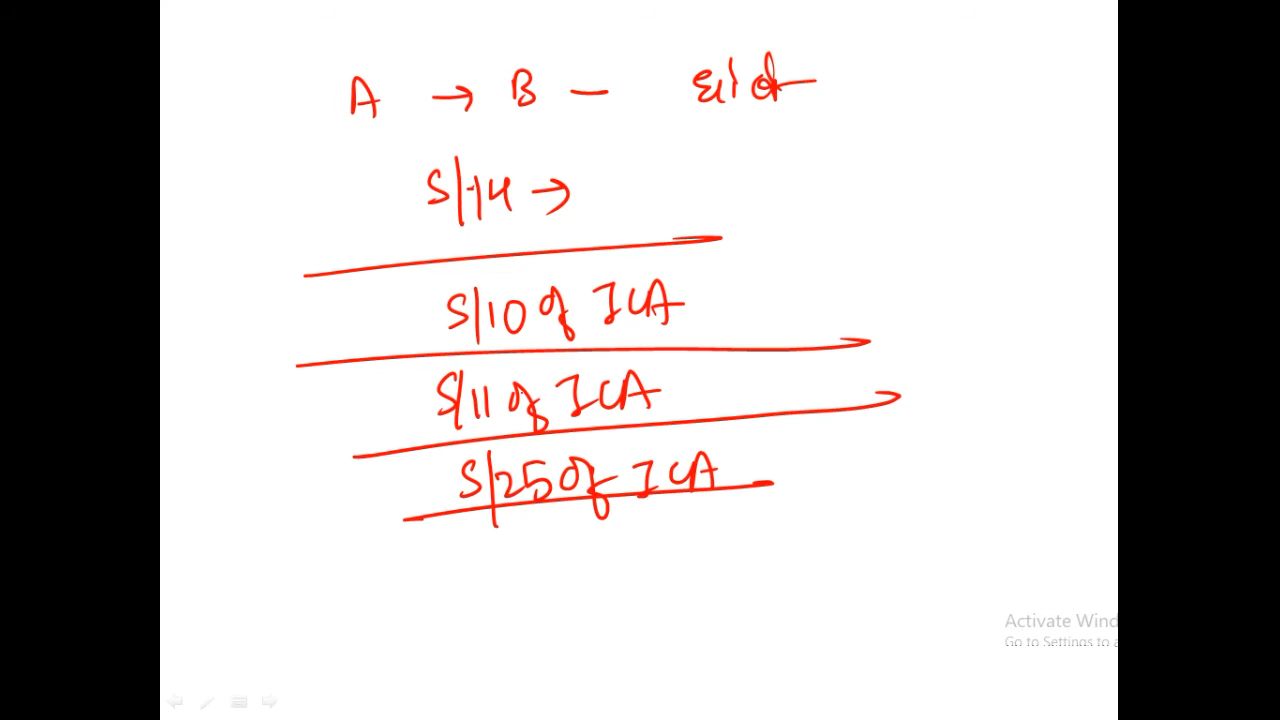 A → B —
S/14 →
S/10 of ICA
S/11 of ICA
S/25 of ICA
Activate Wind
Go to Settings to a